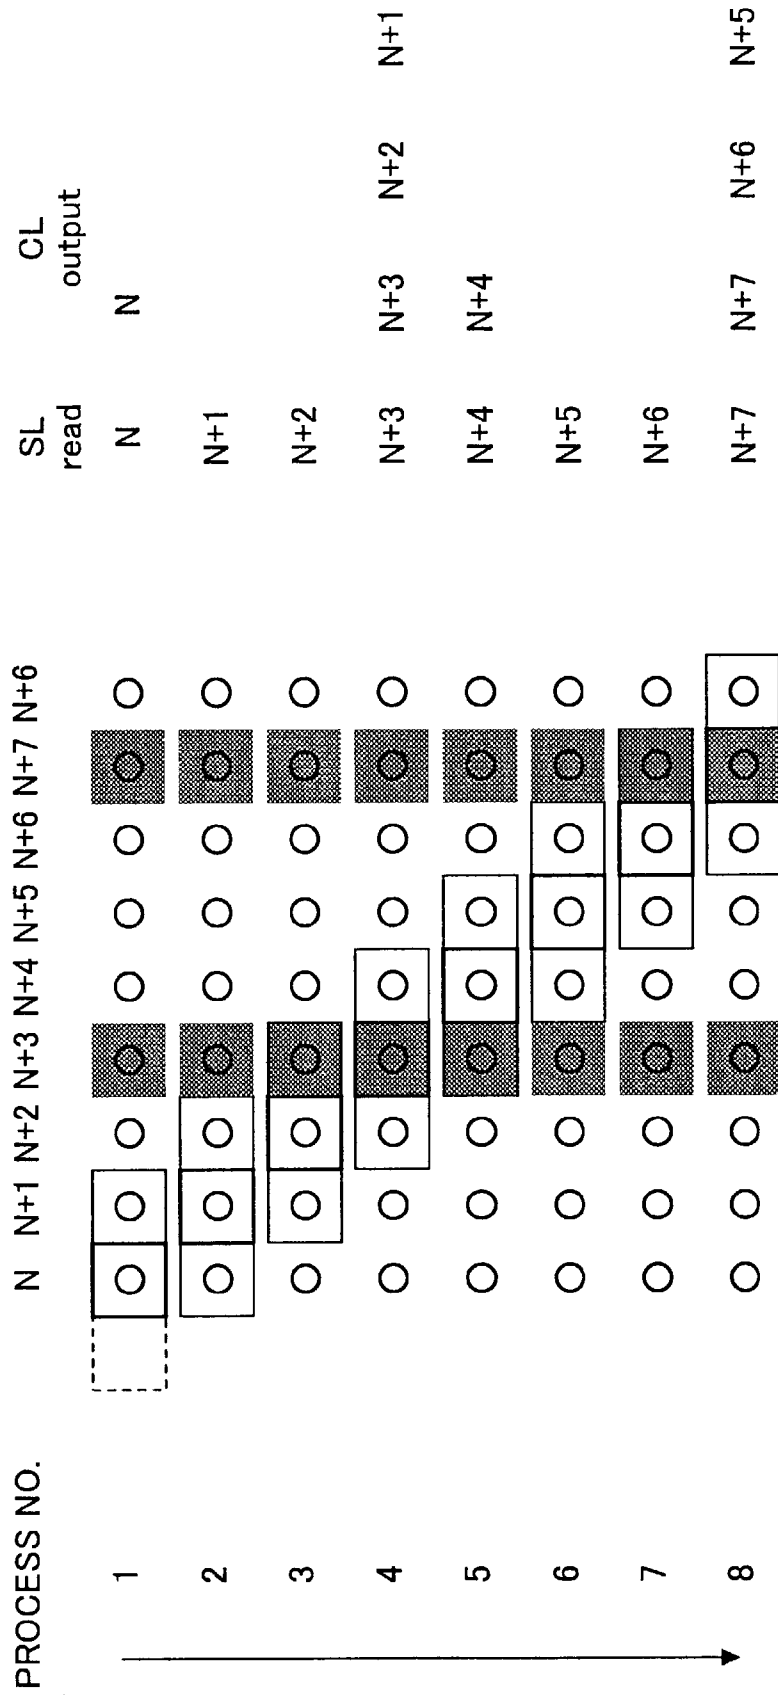 PROCESS NO. N N+1 N+2 N+3 N+4 N+5 N+6 N+7 N+6 SL read CL output
1 N N
2 N+1
3 N+2
4 N+3 N+3 N+2 N+1
5 N+4 N+4
6 N+5
7 N+6
8 N+7 N+7 N+6 N+5